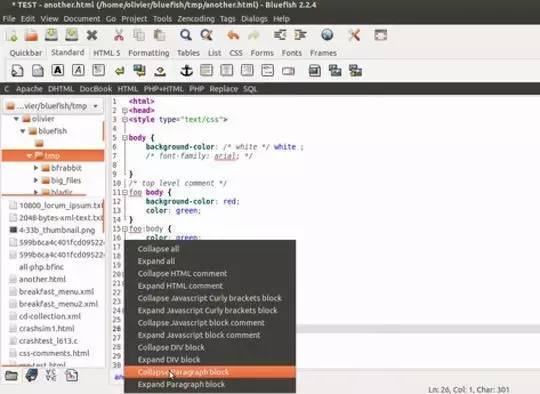 * TEST - another.html (/home/olivier/bluefish/tmp/another.html) - Bluefish 2.2.4
File Edit View Document Go Project Tools Zencoding Tags Dialogs Help
Quickbar Standard HTML 5 Formatting Tables List CSS Forms Fonts Frames
C Apache DHTML DocBook HTML PHP+HTML PHP Replace SQL
...vier/bluefish/tmp
olivier
bluefish
tmp
bfrabbit
big_files
10800_lorum_ipsum.txt
2048-bytes-xml-text.txt
4-33b_thumbnail.png
599b6ca4c401fcd09522
599b6ca4c401fcd09522
all-php.bfinc
another.html
breakfast_menu.xml
breakfast_menu2.xml
cd-collection.xml
crashsim1.html
crashtest_l613.c
css-comments.html
1 <html>
2 <head>
3 <style type="text/css">
4
5 body {
6 background-color: /* white */ white ;
7 /* font-family: arial; */
8
9 }
10 /* top level comment */
11 foo body {
12 background-color: red;
13 color: green;
14 }
15 foo:body {
16 color: green;
Collapse all
Expand all
Collapse HTML comment
Expand HTML comment
Collapse Javascript Curly brackets block
Expand Javascript Curly brackets block
Collapse Javascript block comment
Expand Javascript block comment
Collapse DIV block
Expand DIV block
Collapse Paragraph block
Expand Paragraph block
Ln: 26, Col: 1, Char: 301